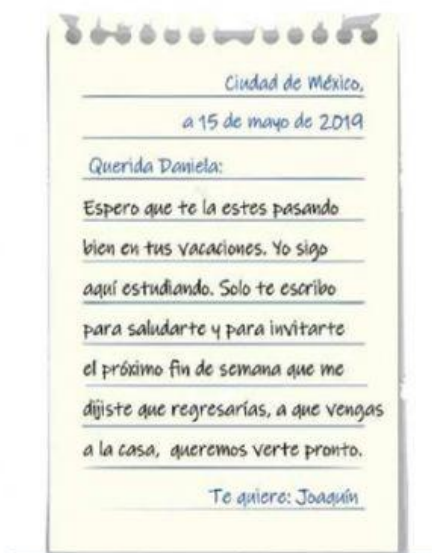 Ciudad de México,
a 15 de mayo de 2019
Querida Daniela:
Espero que te la estes pasando
bien en tus vacaciones. Yo sigo
aquí estudiando. Solo te escribo
para saludarte y para invitarte
el próximo fin de semana que me
dijiste que regresarías, a que vengas
a la casa, queremos verte pronto.
Te quiere: Joaquín